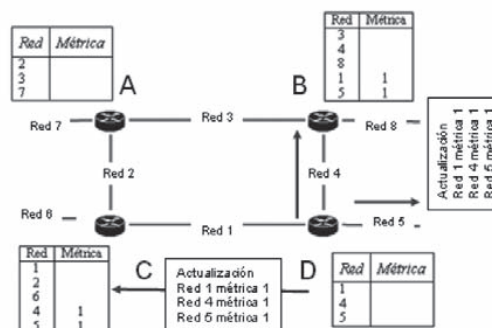 Red Métrica
2
3
7
A
B
Red Métrica
3
4
8
1 1
5 1
Red 7
Red 3
Red 8
Actualización
Red 1 métrica 1
Red 4 métrica 1
Red 5 métrica 1
Red 2
Red 4
Red 6
Red 1
Red 5
Red Métrica
1
2
6
4 1
5 1
C
Actualización
Red 1 métrica 1
Red 4 métrica 1
Red 5 métrica 1
D
Red Métrica
1
4
5